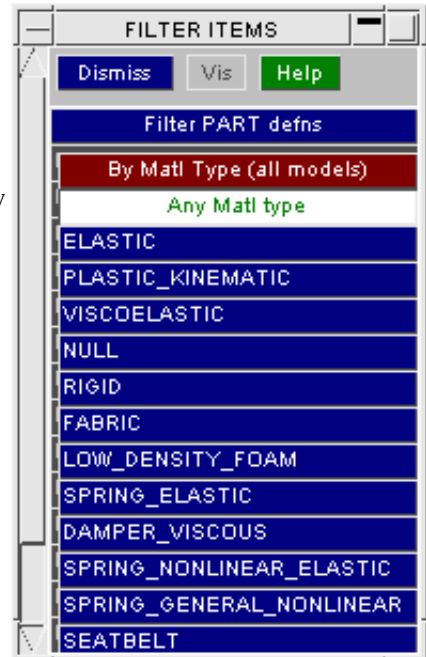 FILTER ITEMS
Dismiss Vis Help
Filter PART defns
By Matl Type (all models)
Any Matl type
ELASTIC
PLASTIC_KINEMATIC
VISCOELASTIC
NULL
RIGID
FABRIC
LOW_DENSITY_FOAM
SPRING_ELASTIC
DAMPER_VISCOUS
SPRING_NONLINEAR_ELASTIC
SPRING_GENERAL_NONLINEAR
SEATBELT